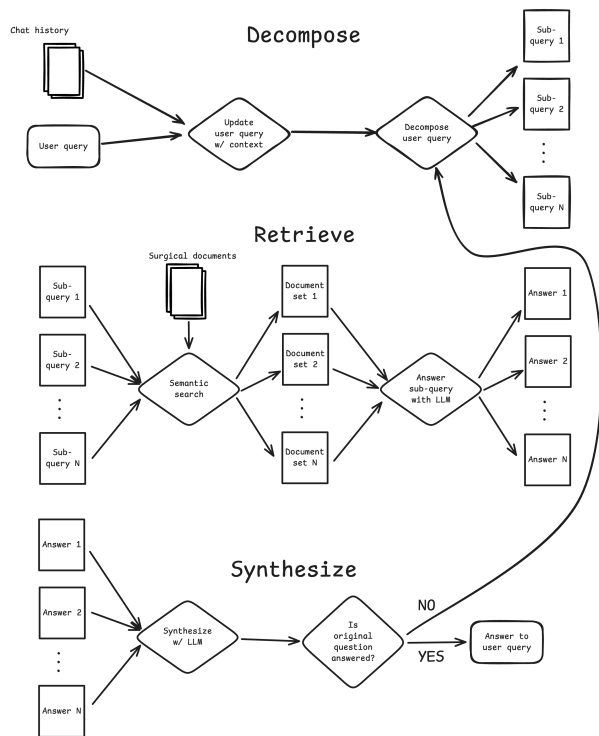 Chat history
Decompose
User query
Update
user query
w/ context
Decompose
user query
Sub-
query 1
Sub-
query 2
Sub-
query N
Retrieve
Surgical documents
Sub-
query 1
Sub-
query 2
Sub-
query N
Semantic
search
Document
set 1
Document
set 2
Document
set N
Answer
sub-query
with LLM
Answer 1
Answer 2
Answer N
Synthesize
Answer 1
Answer 2
Answer N
Synthesize
w/ LLM
Is
original
question
answered?
NO
YES
Answer to
user query